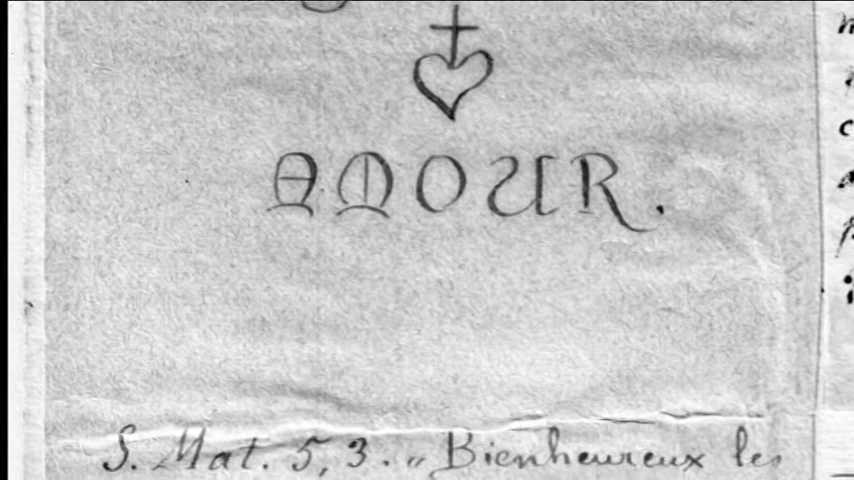 AMOUR.
S. Mat. 5, 3. „ Bienheureux les